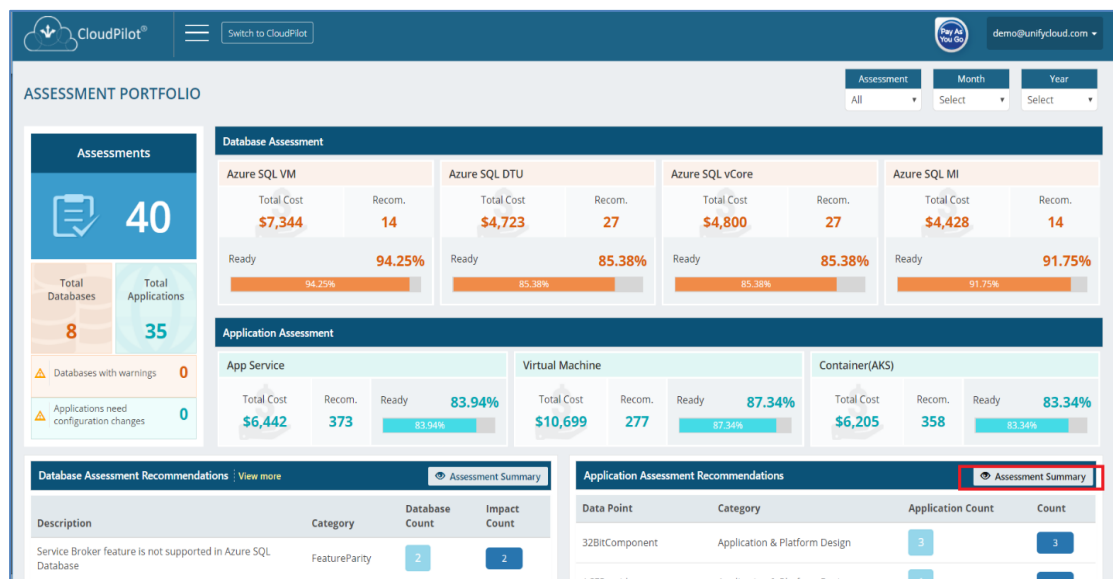 CloudPilot®
Switch to CloudPilot
Pay As
You Go
demo@unifycloud.com
ASSESSMENT PORTFOLIO
Assessment
Month
Year
All
Select
Select
Assessments
40
Total
Databases
8
Total
Applications
35
Databases with warnings 0
Applications need
configuration changes 0
Database Assessment
Azure SQL VM
Total Cost Recom.
$7,344 14
Ready 94.25%
94.25%
Azure SQL DTU
Total Cost Recom.
$4,723 27
Ready 85.38%
85.38%
Azure SQL vCore
Total Cost Recom.
$4,800 27
Ready 85.38%
85.38%
Azure SQL MI
Total Cost Recom.
$4,428 14
Ready 91.75%
91.75%
Application Assessment
App Service
Total Cost Recom. Ready 83.94%
$6,442 373 83.94%
Virtual Machine
Total Cost Recom. Ready 87.34%
$10,699 277 87.34%
Container(AKS)
Total Cost Recom. Ready 83.34%
$6,205 358 83.34%
Database Assessment Recommendations View more Assessment Summary
Description Category Database Count Impact Count
Service Broker feature is not supported in Azure SQL
Database FeatureParity 2 2
Application Assessment Recommendations Assessment Summary
Data Point Category Application Count Count
32BitComponent Application & Platform Design 3 3